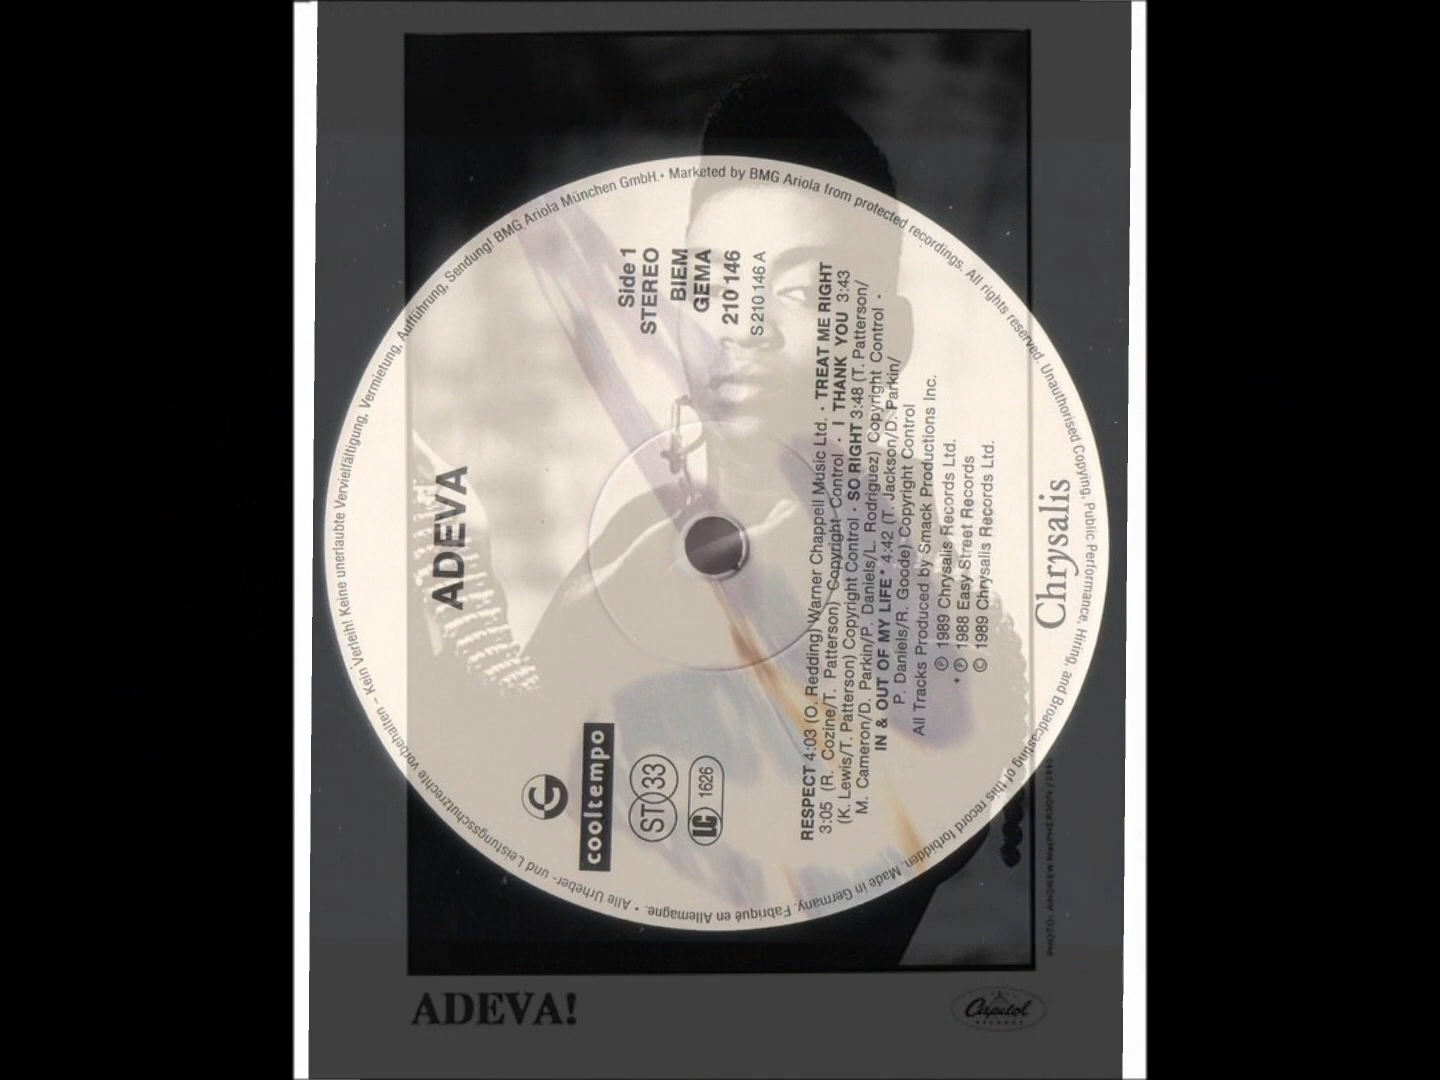 ADEVA
Side 1
STEREO
BIEM
GEMA
210 146
S 210 146 A
cooltempo
ST 33
LC 1626
RESPECT 4:03 (O. Redding) Warner Chappell Music Ltd. · TREAT ME RIGHT
3:05 (R. Cozine/T. Patterson) Copyright Control · I THANK YOU 3:43
(K. Lewis/T. Patterson) Copyright Control · SO RIGHT 3:48 (T. Patterson/
M. Cameron/D. Parkin/P. Daniels/L. Rodriguez) Copyright Control ·
IN & OUT OF MY LIFE* 4:42 (T. Jackson/D. Parkin/
P. Daniels/R. Goode) Copyright Control
All Tracks Produced by Smack Productions Inc.
℗ 1989 Chrysalis Records Ltd.
* ℗ 1988 Easy Street Records
© 1989 Chrysalis Records Ltd.
Chrysalis
· Alle Urheber- und Leistungsschutzrechte vorbehalten – Kein Verleih! Keine unerlaubte Vervielfältigung, Vermietung, Aufführung, Sendung! BMG Ariola München GmbH. · Marketed by BMG Ariola from protected recordings. All rights reserved. Unauthorised Copying, Public Performance, Hiring, and Broadcasting of this record forbidden. Made in Germany. Fabriqué en Allemagne.
PHOTO: ANDREW MacPHERSON / 1990
ADEVA!
Capitol
RECORDS